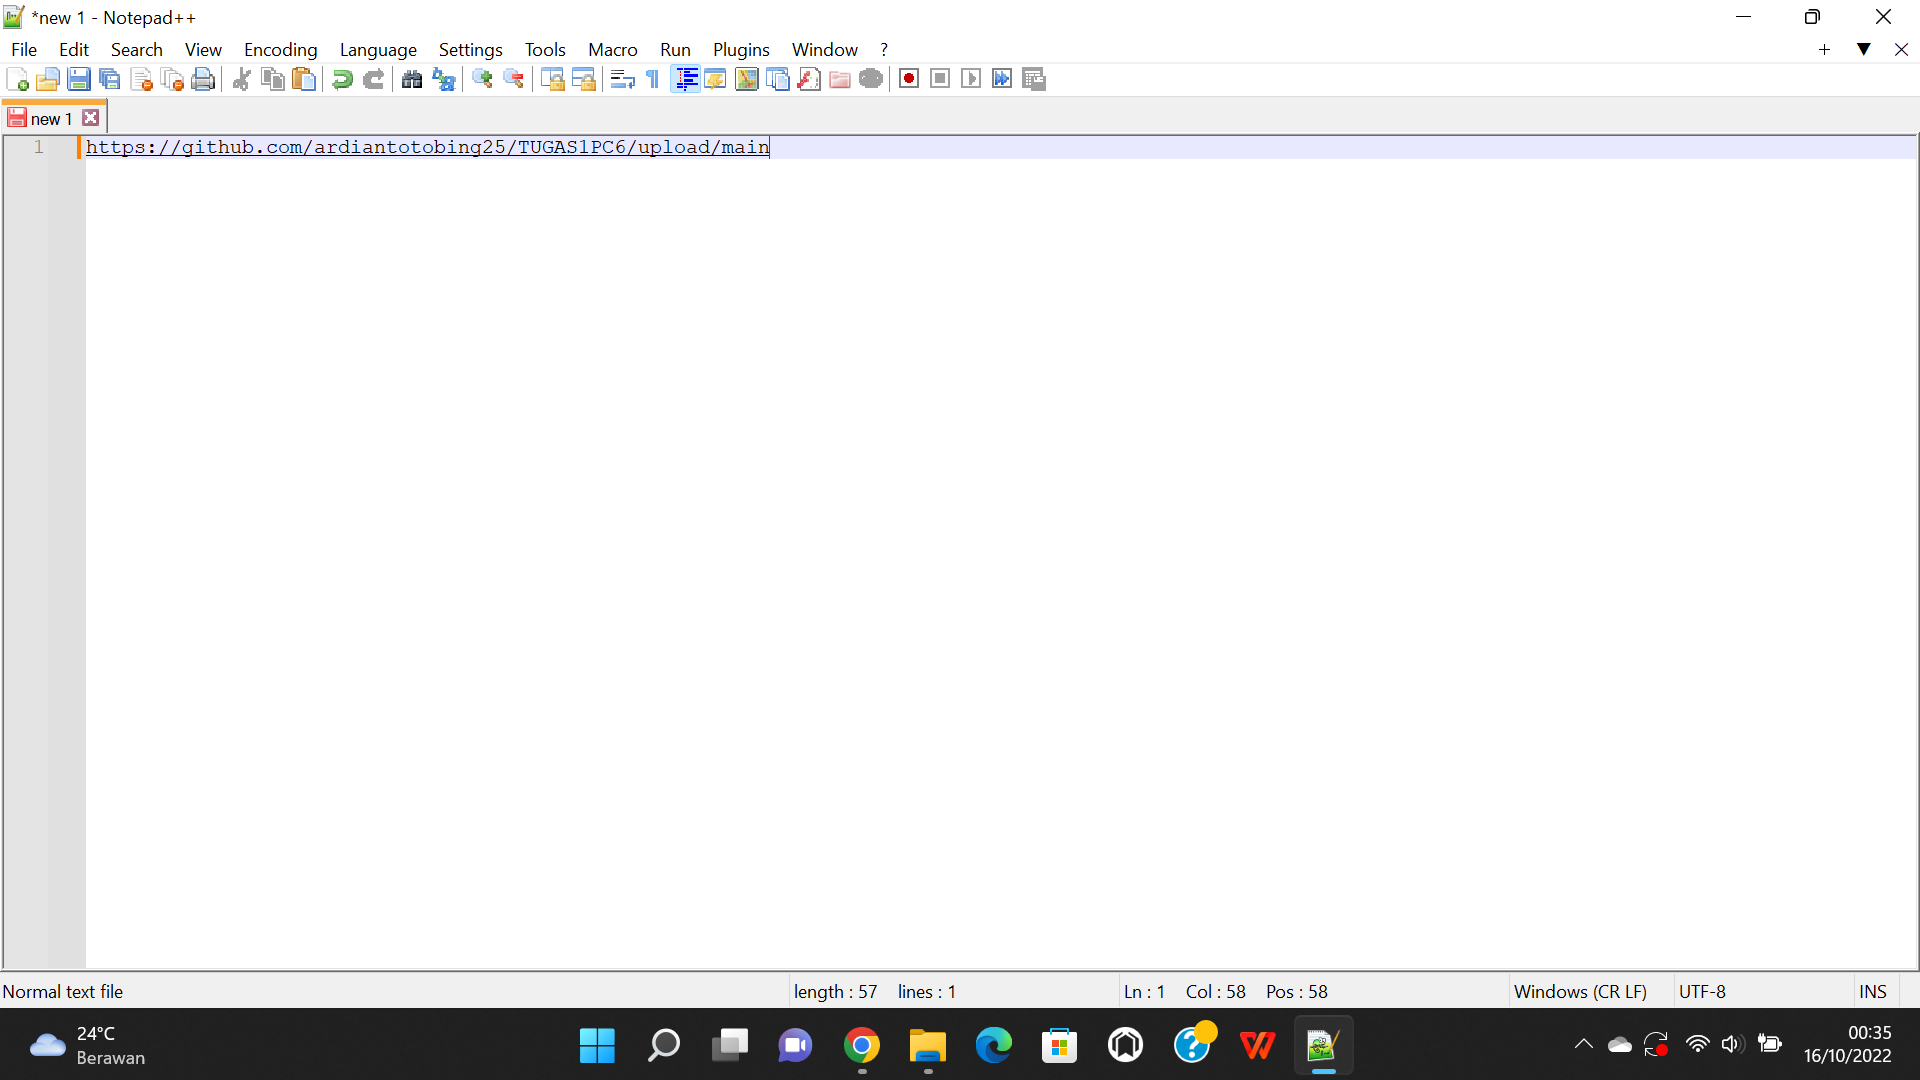 *new 1 - Notepad++
File Edit Search View Encoding Language Settings Tools Macro Run Plugins Window ?
new 1
1 https://github.com/ardiantotobing25/TUGAS1PC6/upload/main
Normal text file length : 57 lines : 1 Ln : 1 Col : 58 Pos : 58 Windows (CR LF) UTF-8 INS
24°C
Berawan
00:35
16/10/2022